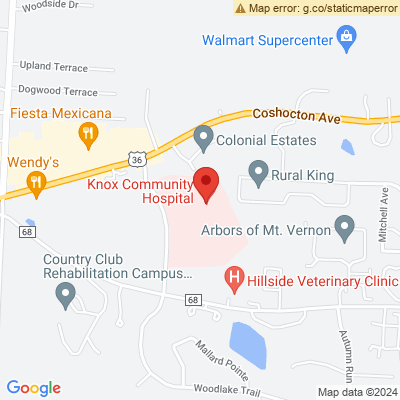 Woodside Dr
Map error: g.co/staticmaperror
Walmart Supercenter
Upland Terrace
Dogwood Terrace
Fiesta Mexicana
Coshocton Ave
Colonial Estates
36
Wendy's
Rural King
Knox Community
Hospital
Mitchell Ave
68
Arbors of Mt. Vernon
Country Club
Rehabilitation Campus...
Hillside Veterinary Clinic
68
Mallard Pointe
Autumn Run
Woodlake Trail
Google
Map data ©2024